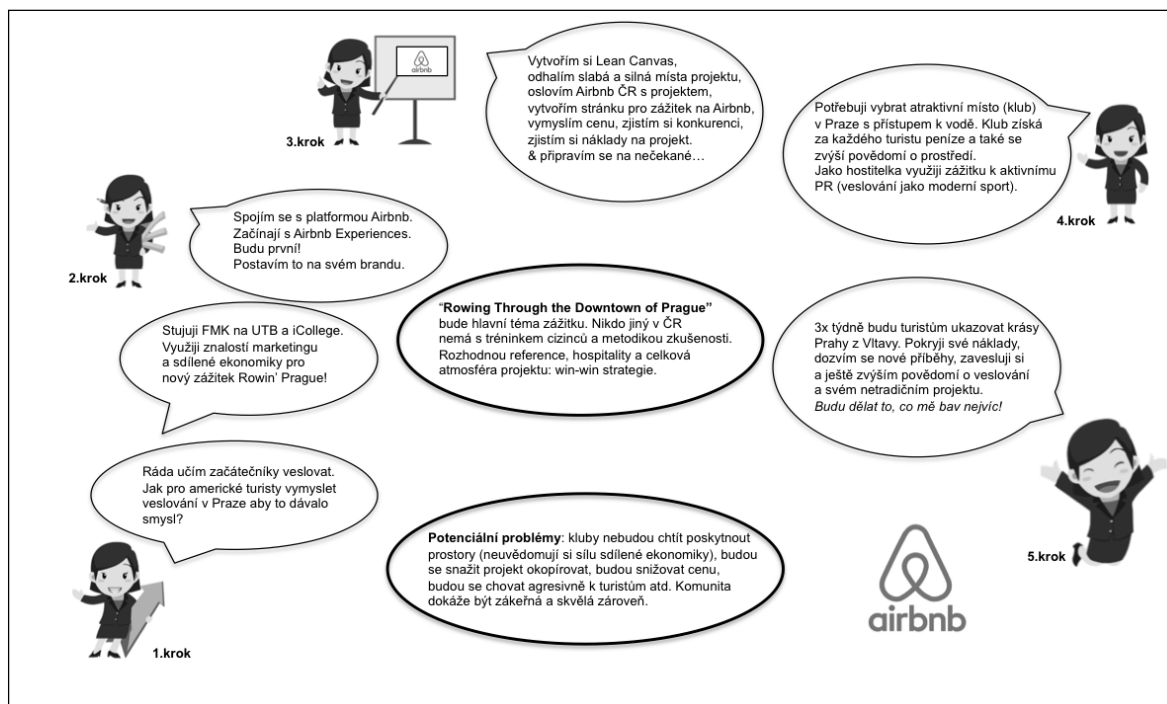 airbnb
3.krok
Vytvořím si Lean Canvas,
odhalím slabá a silná místa projektu,
oslovím Airbnb ČR s projektem,
vytvořím stránku pro zážitek na Airbnb,
vymyslím cenu, zjistím si konkurenci,
zjistím si náklady na projekt.
& připravím se na nečekané…
Potřebuji vybrat atraktivní místo (klub)
v Praze s přístupem k vodě. Klub získá
za každého turistu peníze a také se
zvýší povědomí o prostředí.
Jako hostitelka využiji zážitku k aktivnímu
PR (veslování jako moderní sport).
4.krok
Spojím se s platformou Airbnb.
Začínají s Airbnb Experiences.
Budu první!
Postavím to na svém brandu.
2.krok
Stujuji FMK na UTB a iCollege.
Využiji znalostí marketingu
a sdílené ekonomiky pro
nový zážitek Rowin’ Prague!
“Rowing Through the Downtown of Prague”
bude hlavní téma zážitku. Nikdo jiný v ČR
nemá s tréninkem cizinců a metodikou zkušenosti.
Rozhodnou reference, hospitality a celková
atmosféra projektu: win-win strategie.
3x týdně budu turistům ukazovat krásy
Prahy z Vltavy. Pokryji své náklady,
dozvím se nové příběhy, zavesluji si
a ještě zvýším povědomí o veslování
a svém netradičním projektu.
Budu dělat to, co mě bav nejvíc!
Ráda učím začátečníky veslovat.
Jak pro americké turisty vymyslet
veslování v Praze aby to dávalo
smysl?
1.krok
Potenciální problémy: kluby nebudou chtít poskytnout
prostory (neuvědomují si sílu sdílené ekonomiky), budou
se snažit projekt okopírovat, budou snižovat cenu,
budou se chovat agresivně k turistům atd. Komunita
dokáže být zákeřná a skvělá zároveň.
airbnb
5.krok